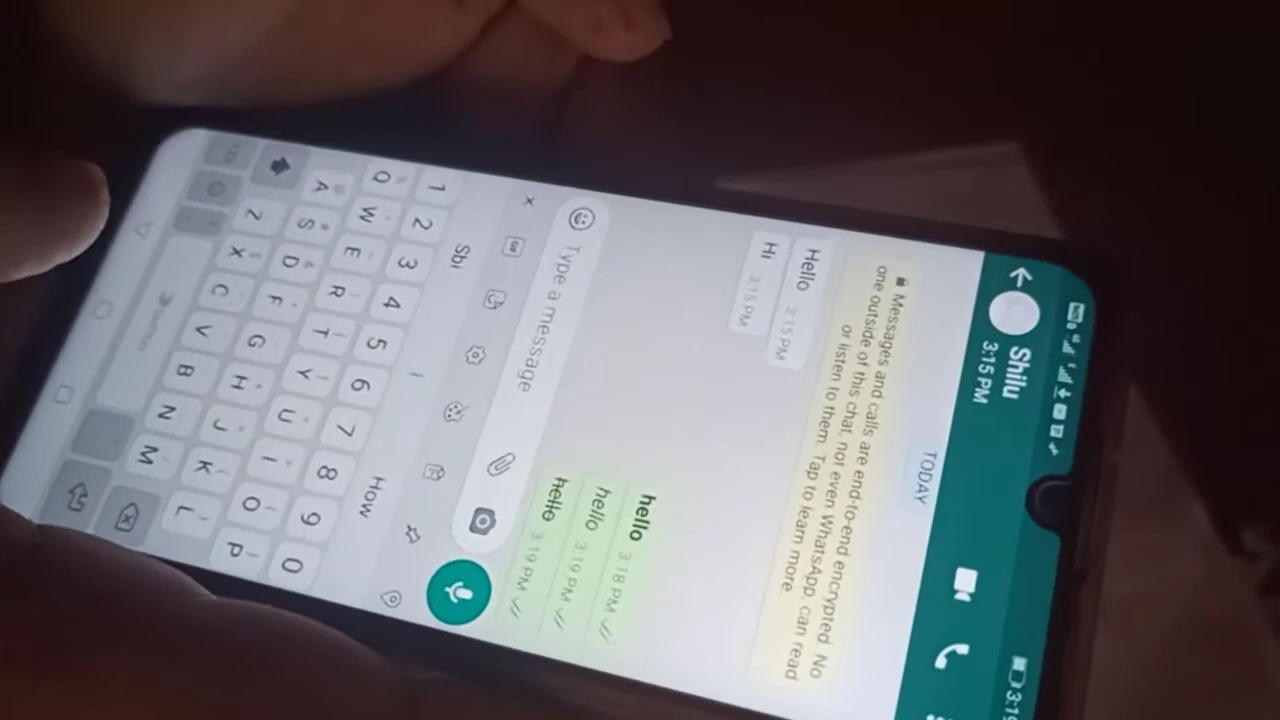 Shilu
3:15 PM
TODAY
Messages and calls are end-to-end encrypted. No
one outside of this chat, not even WhatsApp, can read
or listen to them. Tap to learn more.
Hello 3:15 PM
Hi 3:15 PM
hello 3:18 PM
hello 3:19 PM
hello 3:19 PM
Type a message
Sbi
How
1 2 3 4 5 6 7 8 9 0
Q W E R T Y U I O P
A S D F G H J K L
Z X C V B N M